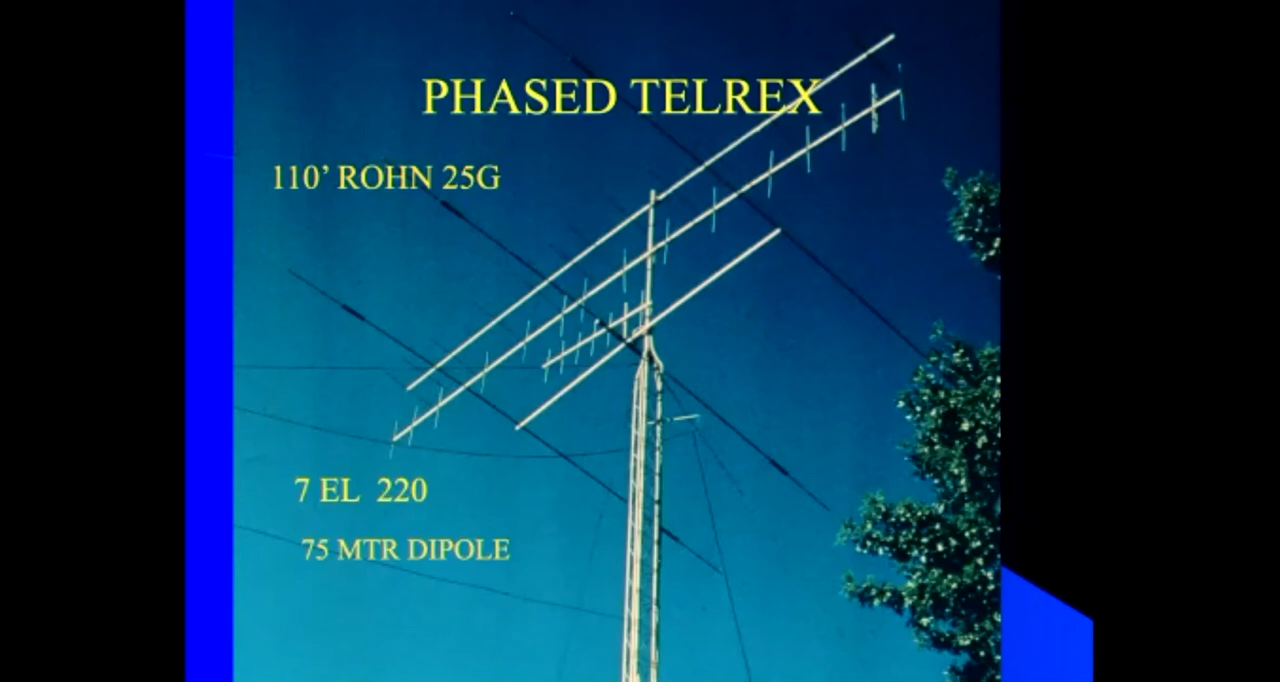 PHASED TELREX
110’ ROHN 25G
7 EL  220
75 MTR DIPOLE